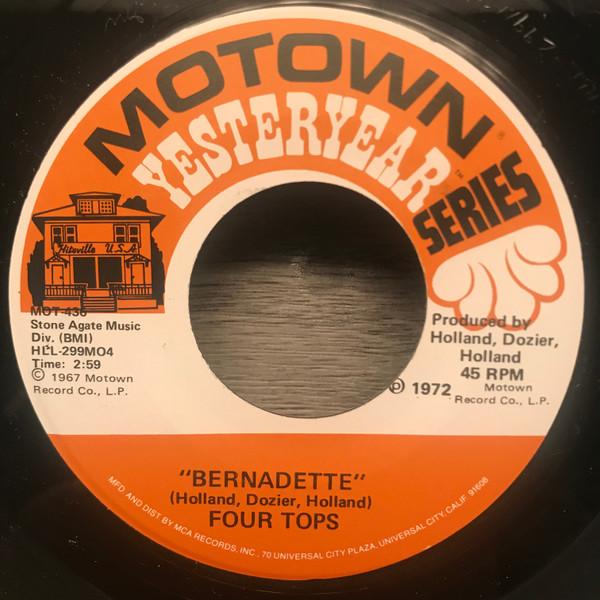 MOTOWN®
YESTERYEAR™
SERIES
Hitsville U.S.A.
MOT-436
Stone Agate Music
Div. (BMI)
HLL-299MO4
Time: 2:59
© 1967 Motown
Record Co., L.P.
Produced by
Holland, Dozier,
Holland
45 RPM
℗ 1972 Motown
Record Co., L.P.
"BERNADETTE"
(Holland, Dozier, Holland)
FOUR TOPS
MFD. AND DIST. BY MCA RECORDS, INC., 70 UNIVERSAL CITY PLAZA, UNIVERSAL CITY, CALIF. 91608